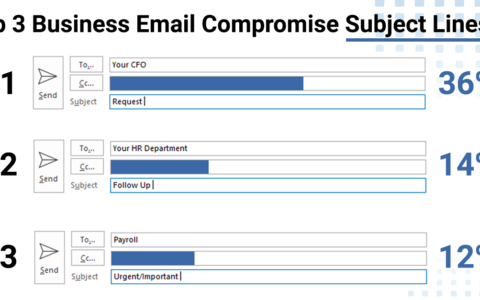 p 3 Business Email Compromise Subject Lines
1
Send
To...
Your CFO
Cc...
Subject
Request
36%
2
Send
To...
Your HR Department
Cc...
Subject
Follow Up
14%
3
Send
To...
Payroll
Cc...
Subject
Urgent/Important
12%